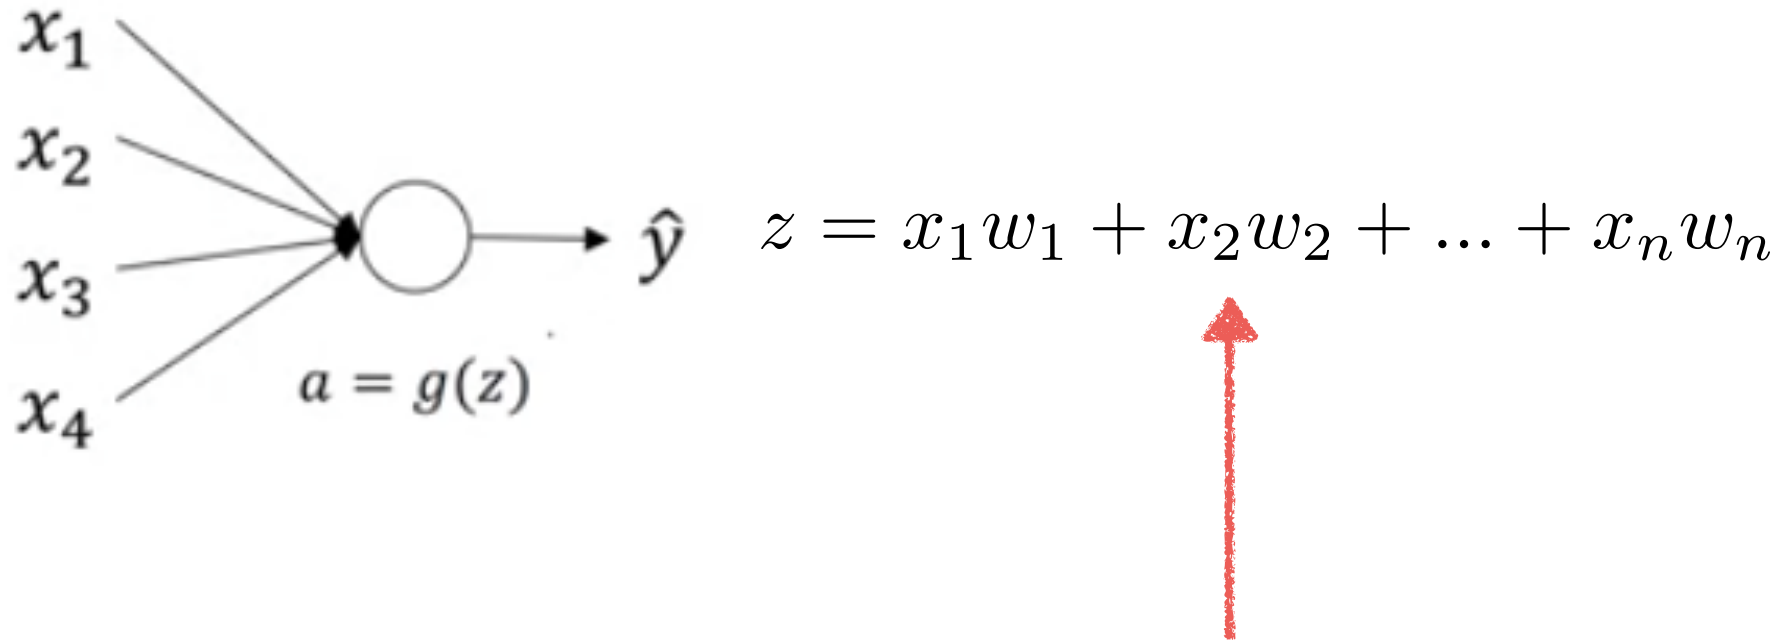 x₁
x₂
x₃
x₄
ŷ
a = g(z)
z = x₁w₁ + x₂w₂ + ... + xₙwₙ